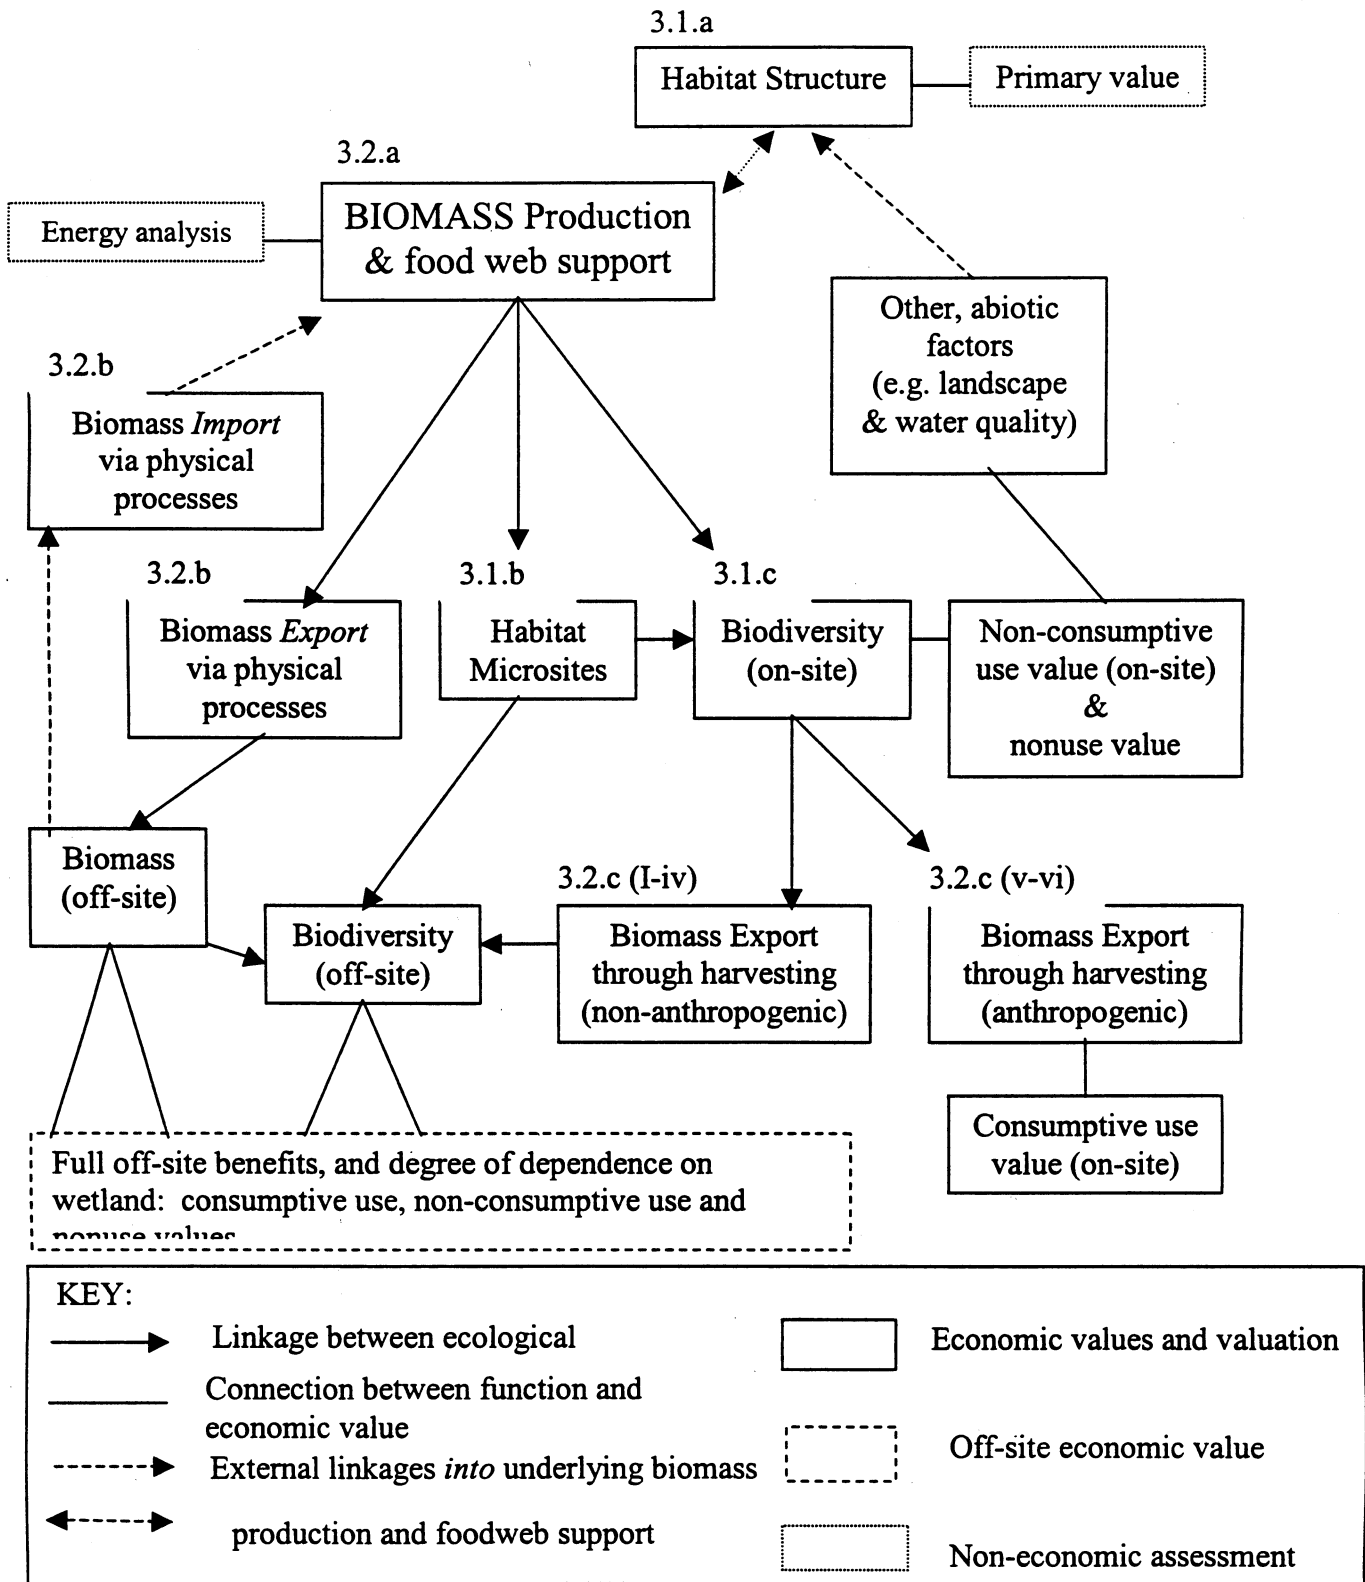 3.1.a
Habitat Structure
Primary value
3.2.a
BIOMASS Production
& food web support
Energy analysis
Other, abiotic
factors
(e.g. landscape
& water quality)
3.2.b
Biomass Import
via physical
processes
3.2.b
Biomass Export
via physical
processes
3.1.b
Habitat
Microsites
3.1.c
Biodiversity
(on-site)
Non-consumptive
use value (on-site)
&
nonuse value
Biomass
(off-site)
Biodiversity
(off-site)
3.2.c (I-iv)
Biomass Export
through harvesting
(non-anthropogenic)
3.2.c (v-vi)
Biomass Export
through harvesting
(anthropogenic)
Consumptive use
value (on-site)
Full off-site benefits, and degree of dependence on
wetland: consumptive use, non-consumptive use and
nonuse values
KEY:
Linkage between ecological
Connection between function and
economic value
External linkages into underlying biomass
production and foodweb support
Economic values and valuation
Off-site economic value
Non-economic assessment